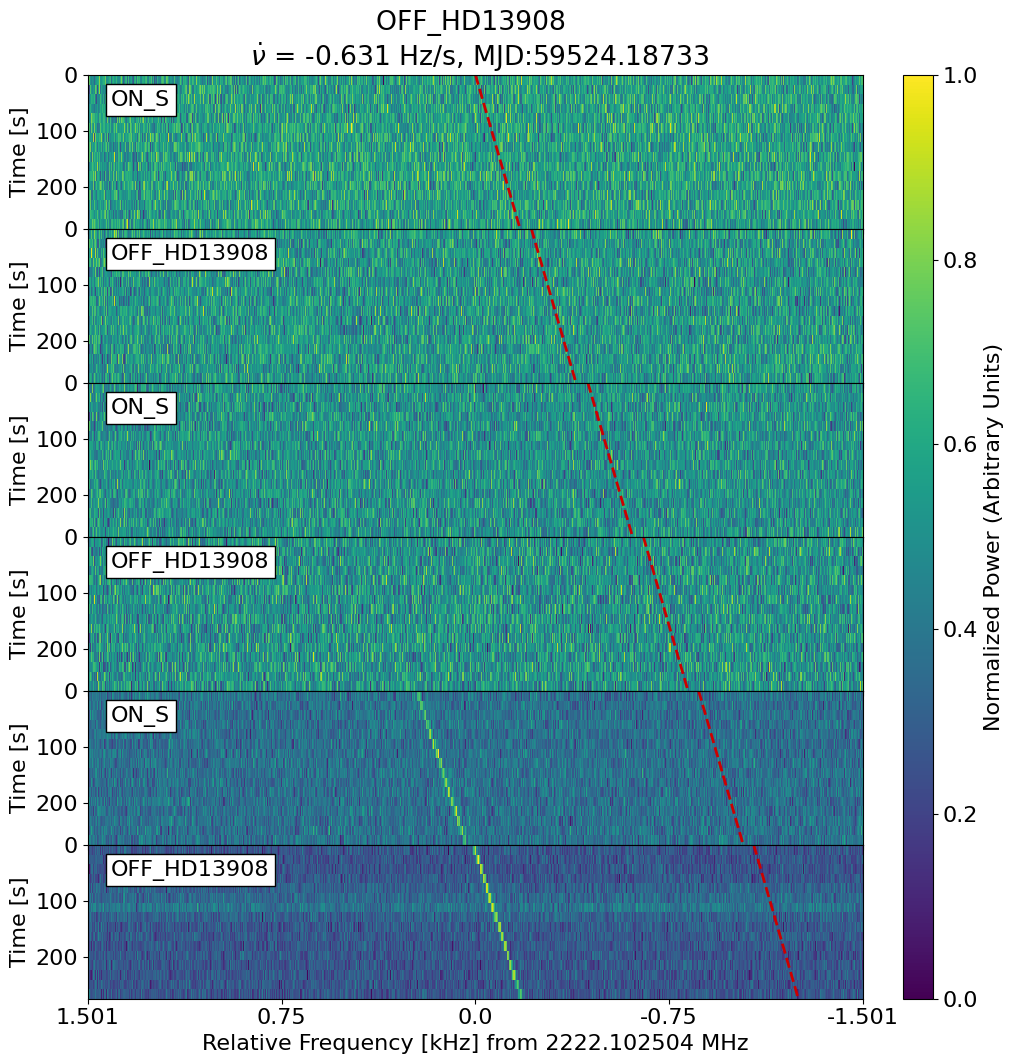 OFF_HD13908
ν̇ = -0.631 Hz/s, MJD:59524.18733
0
ON_S
100
Time [s]
200
0
OFF_HD13908
100
Time [s]
200
0
ON_S
100
Time [s]
200
0
OFF_HD13908
100
Time [s]
200
0
ON_S
100
Time [s]
200
0
OFF_HD13908
100
Time [s]
200
1.501 0.75 0.0 -0.75 -1.501
Relative Frequency [kHz] from 2222.102504 MHz
1.0
0.8
0.6
0.4
0.2
0.0
Normalized Power (Arbitrary Units)